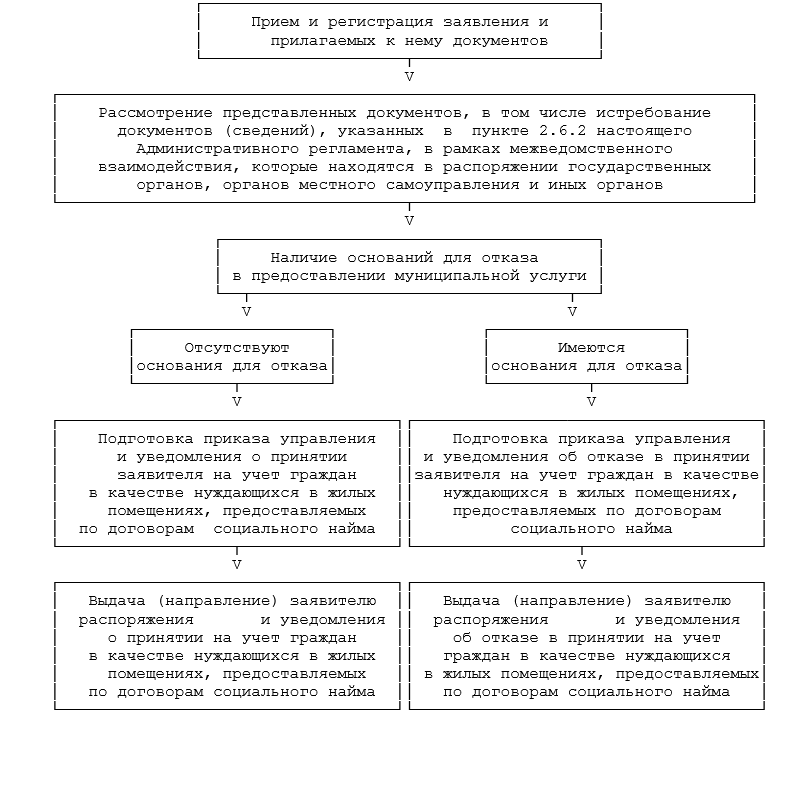 Прием и регистрация заявления и
прилагаемых к нему документов
V
Рассмотрение представленных документов, в том числе истребование
документов (сведений), указанных в пункте 2.6.2 настоящего
Административного регламента, в рамках межведомственного
взаимодействия, которые находятся в распоряжении государственных
органов, органов местного самоуправления и иных органов
V
Наличие оснований для отказа
в предоставлении муниципальной услуги
V V
Отсутствуют
основания для отказа
V
Имеются
основания для отказа
V
Подготовка приказа управления
и уведомления о принятии
заявителя на учет граждан
в качестве нуждающихся в жилых
помещениях, предоставляемых
по договорам социального найма
V
Подготовка приказа управления
и уведомления об отказе в принятии
заявителя на учет граждан в качестве
нуждающихся в жилых помещениях,
предоставляемых по договорам
социального найма
V
Выдача (направление) заявителю
распоряжения и уведомления
о принятии на учет граждан
в качестве нуждающихся в жилых
помещениях, предоставляемых
по договорам социального найма
Выдача (направление) заявителю
распоряжения и уведомления
об отказе в принятии на учет
граждан в качестве нуждающихся
в жилых помещениях, предоставляемых
по договорам социального найма